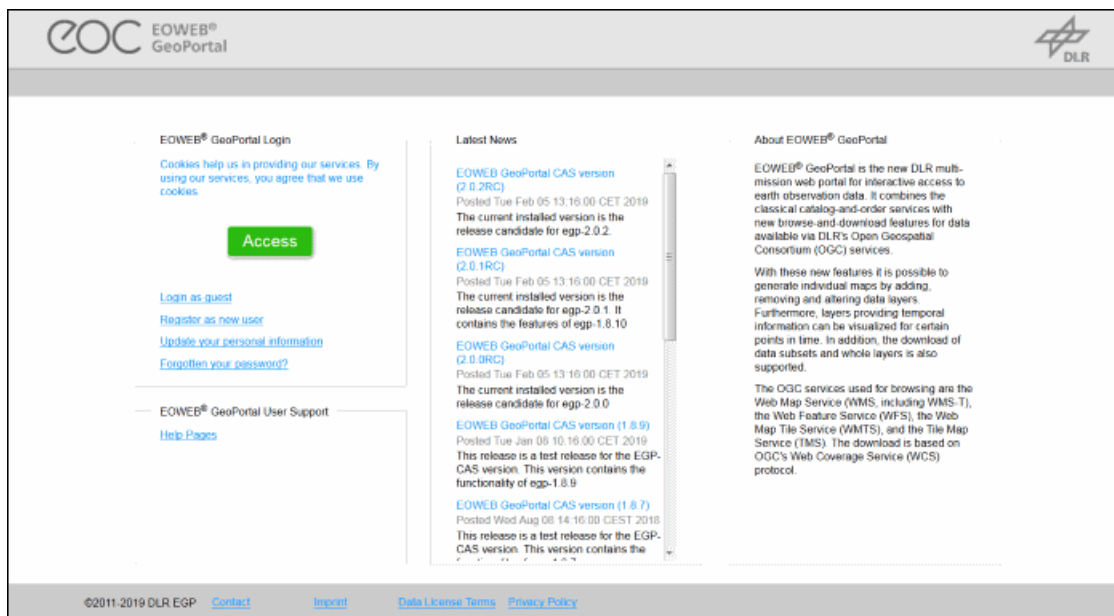 eoc EOWEB®
GeoPortal
DLR
EOWEB® GeoPortal Login
Cookies help us in providing our services. By
using our services, you agree that we use
cookies
Access
Login as guest
Register as new user
Update your personal information
Forgotten your password?
EOWEB® GeoPortal User Support
Help Pages
Latest News
EOWEB GeoPortal CAS version
(2.0.2RC)
Posted Tue Feb 05 13:16:00 CET 2019
The current installed version is the
release candidate for egp-2.0.2.
EOWEB GeoPortal CAS version
(2.0.1RC)
Posted Tue Feb 05 13:16:00 CET 2019
The current installed version is the
release candidate for egp-2.0.1. It
contains the features of egp-1.8.10
EOWEB GeoPortal CAS version
(2.0.0RC)
Posted Tue Feb 05 13:16:00 CET 2019
The current installed version is the
release candidate for egp-2.0.0
EOWEB GeoPortal CAS version (1.8.9)
Posted Tue Jan 08 10:16:00 CET 2019
This release is a test release for the EGP-
CAS version. This version contains the
functionality of egp-1.8.9
EOWEB GeoPortal CAS version (1.8.7)
Posted Wed Aug 08 14:16:00 CEST 2018
This release is a test release for the EGP-
CAS version. This version contains the
About EOWEB® GeoPortal
EOWEB® GeoPortal is the new DLR multi-
mission web portal for interactive access to
earth observation data. It combines the
classical catalog-and-order services with
new browse-and-download features for data
available via DLR's Open Geospatial
Consortium (OGC) services.
With these new features it is possible to
generate individual maps by adding,
removing and altering data layers.
Furthermore, layers providing temporal
information can be visualized for certain
points in time. In addition, the download of
data subsets and whole layers is also
supported.
The OGC services used for browsing are the
Web Map Service (WMS, including WMS-T),
the Web Feature Service (WFS), the Web
Map Tile Service (WMTS), and the Tile Map
Service (TMS). The download is based on
OGC's Web Coverage Service (WCS)
protocol.
©2011-2019 DLR EGP Contact Imprint Data License Terms Privacy Policy